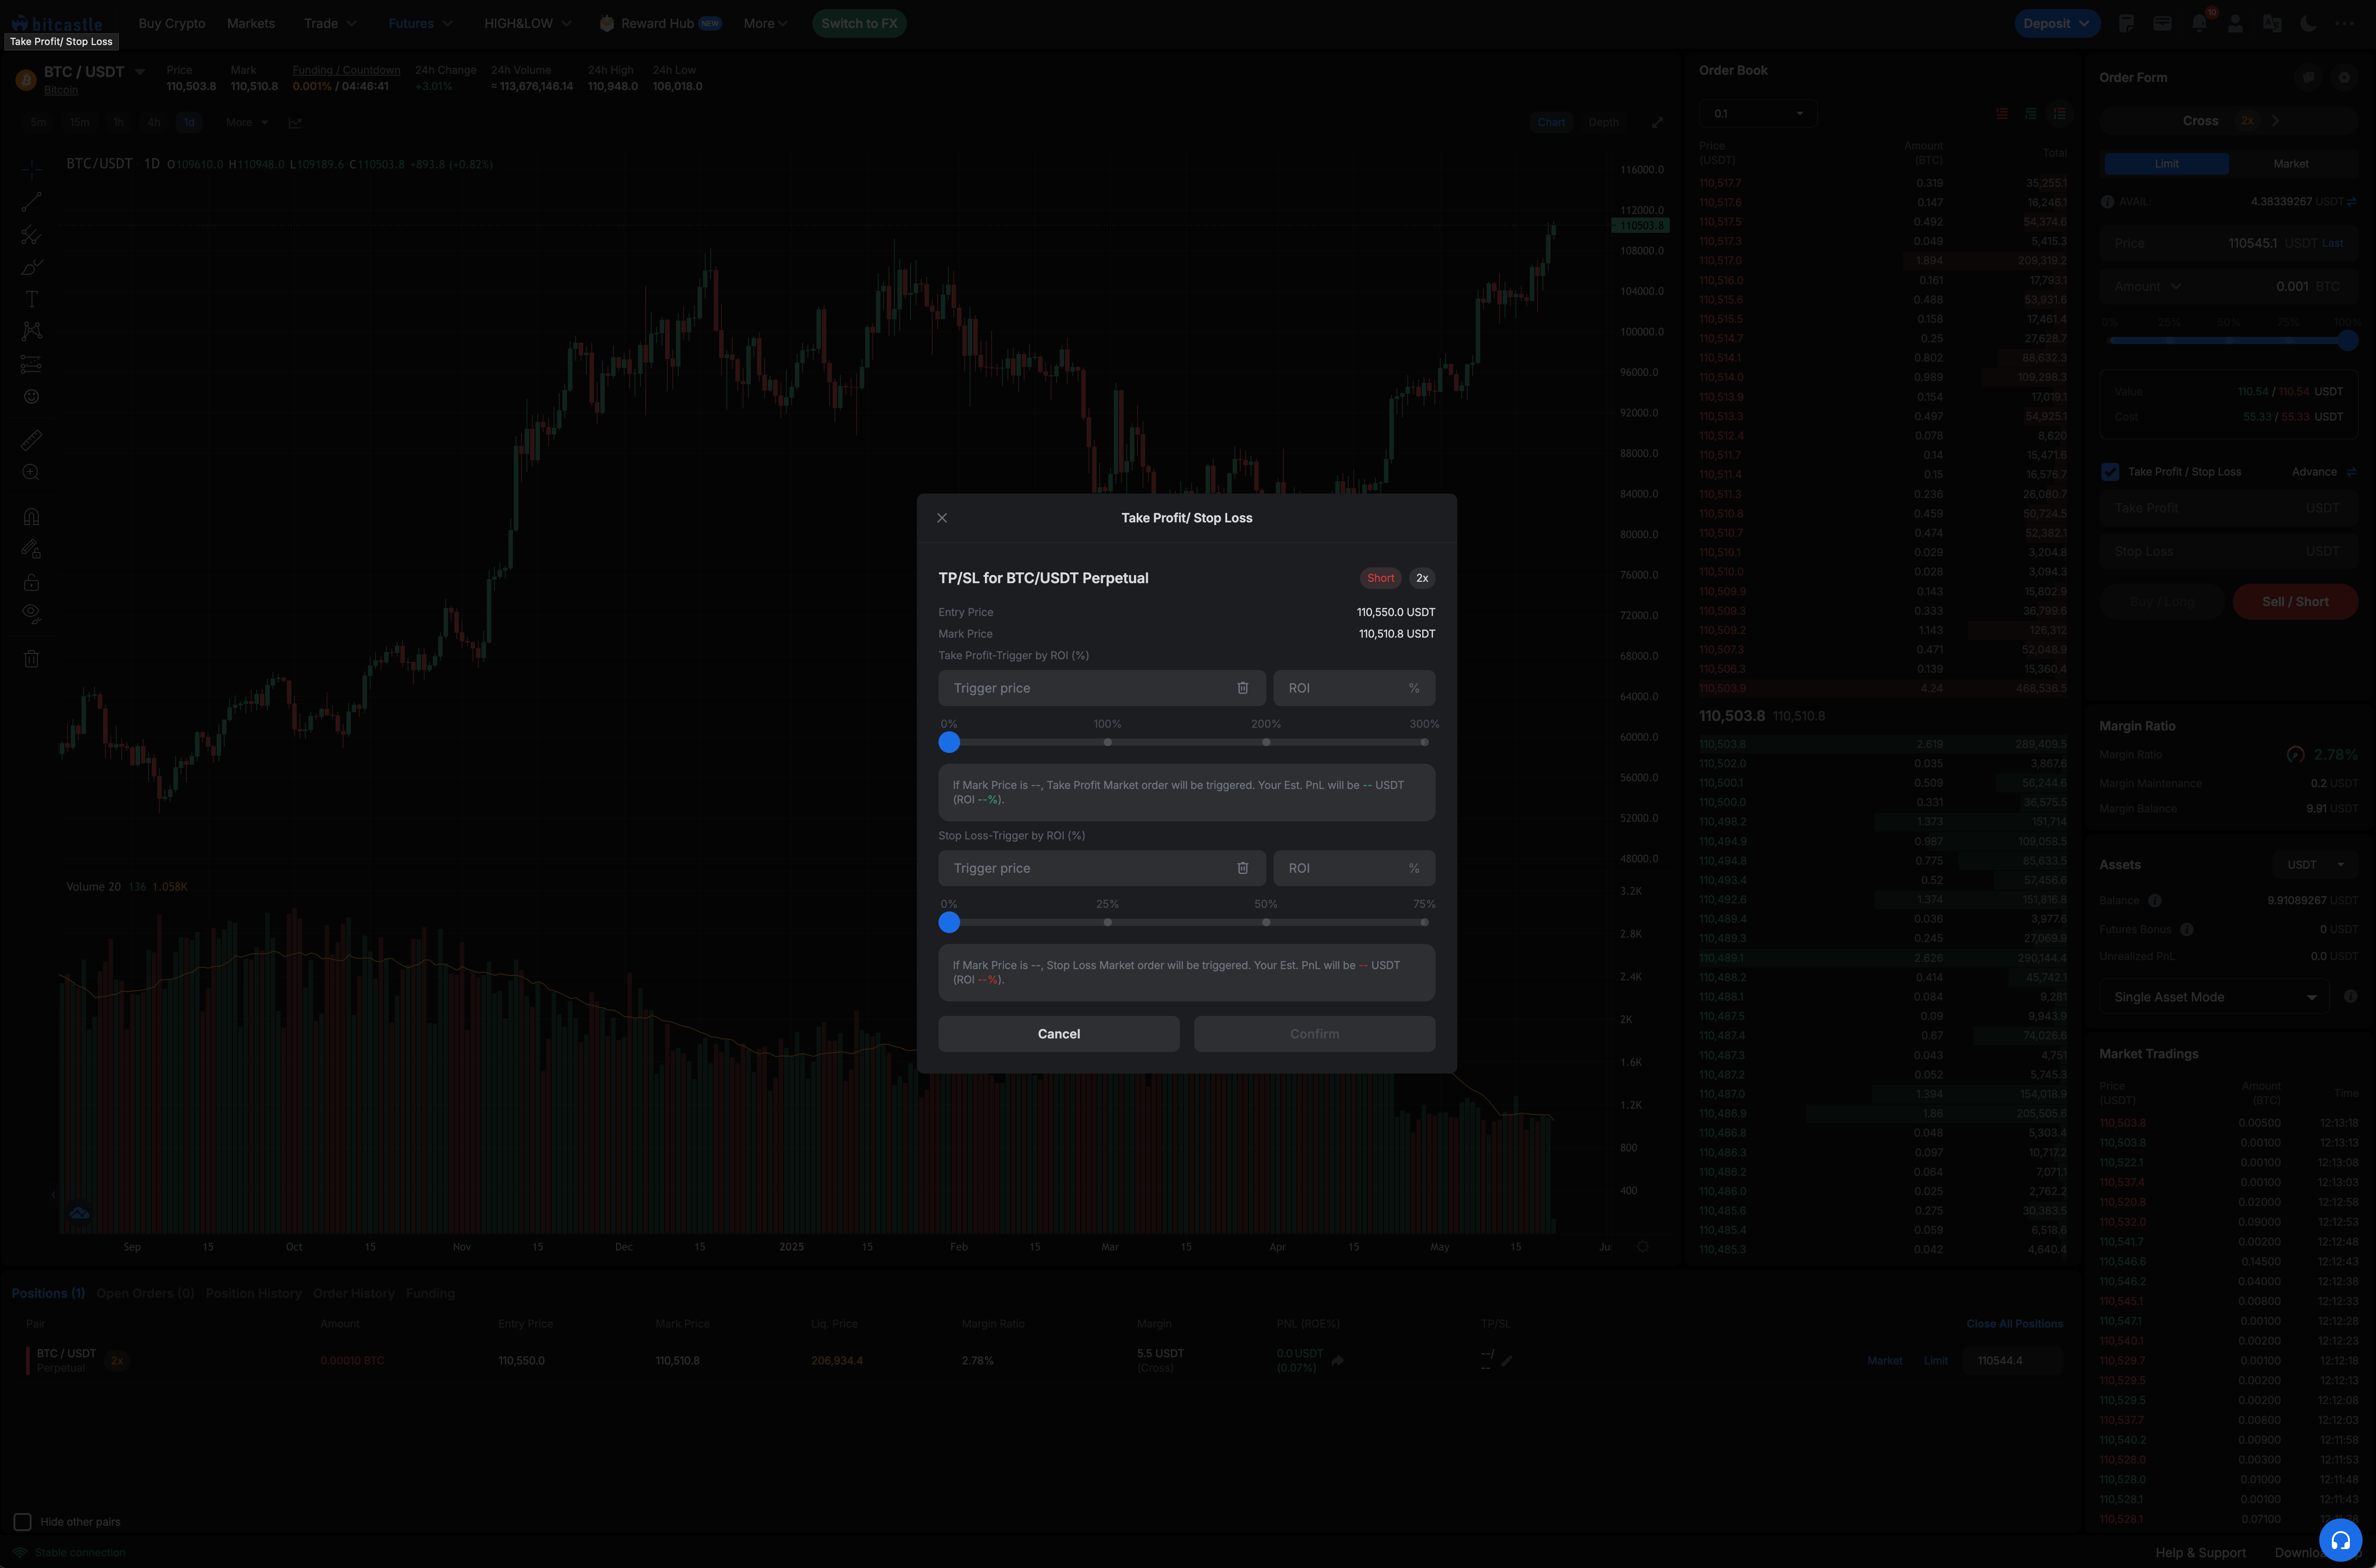 bitcastle
Buy Crypto
Markets
Trade
Futures
HIGH&LOW
Reward Hub NEW
More
Switch to FX
Deposit
10
Take Profit/ Stop Loss
BTC / USDT
Bitcoin
Price
110,503.8
Mark
110,510.8
Funding / Countdown
0.001% / 04:46:41
24h Change
+3.01%
24h Volume
≈ 113,676,146.14
24h High
110,948.0
24h Low
106,018.0
5m 15m 1h 4h 1d More
Chart Depth
BTC/USDT 1D O109610.0 H110948.0 L109189.6 C110503.8 +893.8 (+0.82%)
116000.0
112000.0
110503.8
108000.0
104000.0
100000.0
96000.0
92000.0
88000.0
84000.0
80000.0
76000.0
72000.0
68000.0
64000.0
60000.0
56000.0
52000.0
48000.0
Volume 20 136 1.058K
3.2K
2.8K
2.4K
2K
1.6K
1.2K
800
400
Sep 15 Oct 15 Nov 15 Dec 15 2025 15 Feb 15 Mar 15 Apr 15 May 15 Ju
Take Profit/ Stop Loss
TP/SL for BTC/USDT Perpetual Short 2x
Entry Price 110,550.0 USDT
Mark Price 110,510.8 USDT
Take Profit-Trigger by ROI (%)
Trigger price ROI %
0% 100% 200% 300%
If Mark Price is --, Take Profit Market order will be triggered. Your Est. PnL will be -- USDT
(ROI --%).
Stop Loss-Trigger by ROI (%)
Trigger price ROI %
0% 25% 50% 75%
If Mark Price is --, Stop Loss Market order will be triggered. Your Est. PnL will be -- USDT
(ROI --%).
Cancel Confirm
Order Book
0.1
Price Amount Total
(USDT) (BTC)
110,517.7 0.319 35,255.1
110,517.6 0.147 16,246.1
110,517.5 0.492 54,374.6
110,517.3 0.049 5,415.3
110,517.0 1.894 209,319.2
110,516.0 0.161 17,793.1
110,515.6 0.488 53,931.6
110,515.5 0.158 17,461.4
110,514.7 0.25 27,628.7
110,514.1 0.802 88,632.3
110,514.0 0.989 109,298.3
110,513.9 0.154 17,019.1
110,513.3 0.497 54,925.1
110,512.4 0.078 8,620
110,511.7 0.14 15,471.6
110,511.4 0.15 16,576.7
110,511.3 0.236 26,080.7
110,510.8 0.459 50,724.5
110,510.7 0.474 52,382.1
110,510.1 0.029 3,204.8
110,510.0 0.028 3,094.3
110,509.9 0.143 15,802.9
110,509.3 0.333 36,799.6
110,509.2 1.143 126,312
110,507.3 0.471 52,048.9
110,506.3 0.139 15,360.4
110,503.9 4.24 468,536.5
110,503.8 110,510.8
110,503.8 2.619 289,409.5
110,502.0 0.035 3,867.6
110,500.1 0.509 56,244.6
110,500.0 0.331 36,575.5
110,498.2 1.373 151,714
110,494.9 0.987 109,058.5
110,494.8 0.775 85,633.5
110,493.4 0.52 57,456.6
110,492.6 1.374 151,816.8
110,489.4 0.036 3,977.6
110,489.3 0.245 27,069.9
110,489.1 2.626 290,144.4
110,488.2 0.414 45,742.1
110,488.1 0.084 9,281
110,487.5 0.09 9,943.9
110,487.4 0.67 74,026.6
110,487.3 0.043 4,751
110,487.2 0.052 5,745.3
110,487.0 1.394 154,018.9
110,486.9 1.86 205,505.6
110,486.8 0.048 5,303.4
110,486.3 0.097 10,717.2
110,486.2 0.064 7,071.1
110,486.0 0.025 2,762.2
110,485.6 0.275 30,383.5
110,485.4 0.059 6,518.6
110,485.3 0.042 4,640.4
Order Form
Cross 2x
Limit Market
AVAIL: 4.38339267 USDT
Price 110545.1 USDT Last
Amount 0.001 BTC
0% 25% 50% 75% 100%
Value 110.54 / 110.54 USDT
Cost 55.33 / 55.33 USDT
Take Profit / Stop Loss Advance
Take Profit USDT
Stop Loss USDT
Buy / Long Sell / Short
Margin Ratio
Margin Ratio 2.78%
Margin Maintenance 0.2 USDT
Margin Balance 9.91 USDT
Assets USDT
Balance 9.91089267 USDT
Futures Bonus 0 USDT
Unrealized PnL 0.0 USDT
Single Asset Mode
Market Tradings
Price Amount Time
(USDT) (BTC)
110,503.8 0.00500 12:13:18
110,503.8 0.00100 12:13:13
110,522.1 0.00100 12:13:08
110,537.4 0.00100 12:13:03
110,520.8 0.02000 12:12:58
110,532.0 0.09000 12:12:53
110,541.7 0.00200 12:12:48
110,546.6 0.14500 12:12:43
110,546.2 0.04000 12:12:38
110,545.1 0.00800 12:12:33
110,547.1 0.00100 12:12:28
110,540.1 0.00200 12:12:23
110,529.7 0.00100 12:12:18
110,529.5 0.00200 12:12:13
110,529.5 0.00200 12:12:08
110,537.7 0.00800 12:12:03
110,540.2 0.00900 12:11:58
110,528.0 0.00300 12:11:53
110,528.0 0.01000 12:11:48
110,528.1 0.00100 12:11:43
110,528.1 0.07100
Positions (1) Open Orders (0) Position History Order History Funding
Pair Amount Entry Price Mark Price Liq. Price Margin Ratio Margin PNL (ROE%) TP/SL Close All Positions
BTC / USDT
Perpetual
2x
0.00010 BTC 110,550.0 110,510.8 206,934.4 2.78%
5.5 USDT
(Cross)
0.0 USDT
(0.07%)
--/
--
Market Limit 110544.4
Hide other pairs
Stable connection
Help & Support